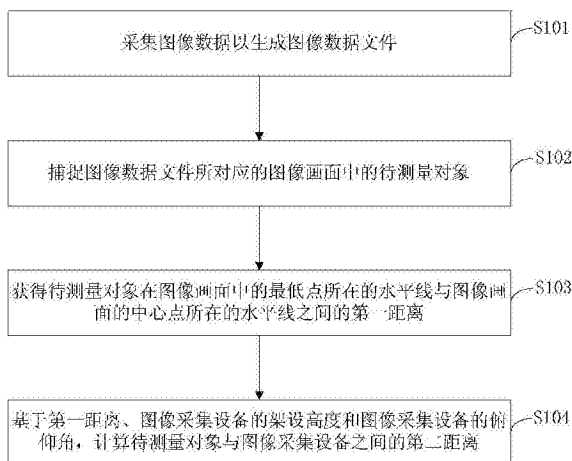 采集图像数据以生成图像数据文件
S101
捕捉图像数据文件所对应的图像画面中的待测量对象
S102
获得待测量对象在图像画面中的最低点所在的水平线与图像画
面的中心点所在的水平线之间的第一距离
S103
基于第一距离、图像采集设备的架设高度和图像采集设备的俯
仰角，计算待测量对象与图像采集设备之间的第二距离
S104